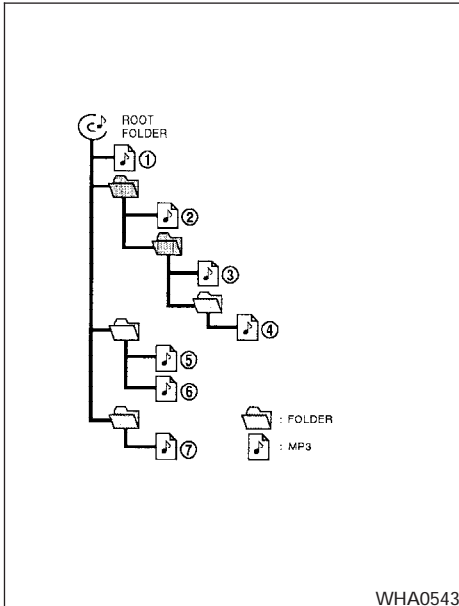 ROOT
FOLDER
①
②
③
④
⑤
⑥
⑦
: FOLDER
: MP3
WHA0543